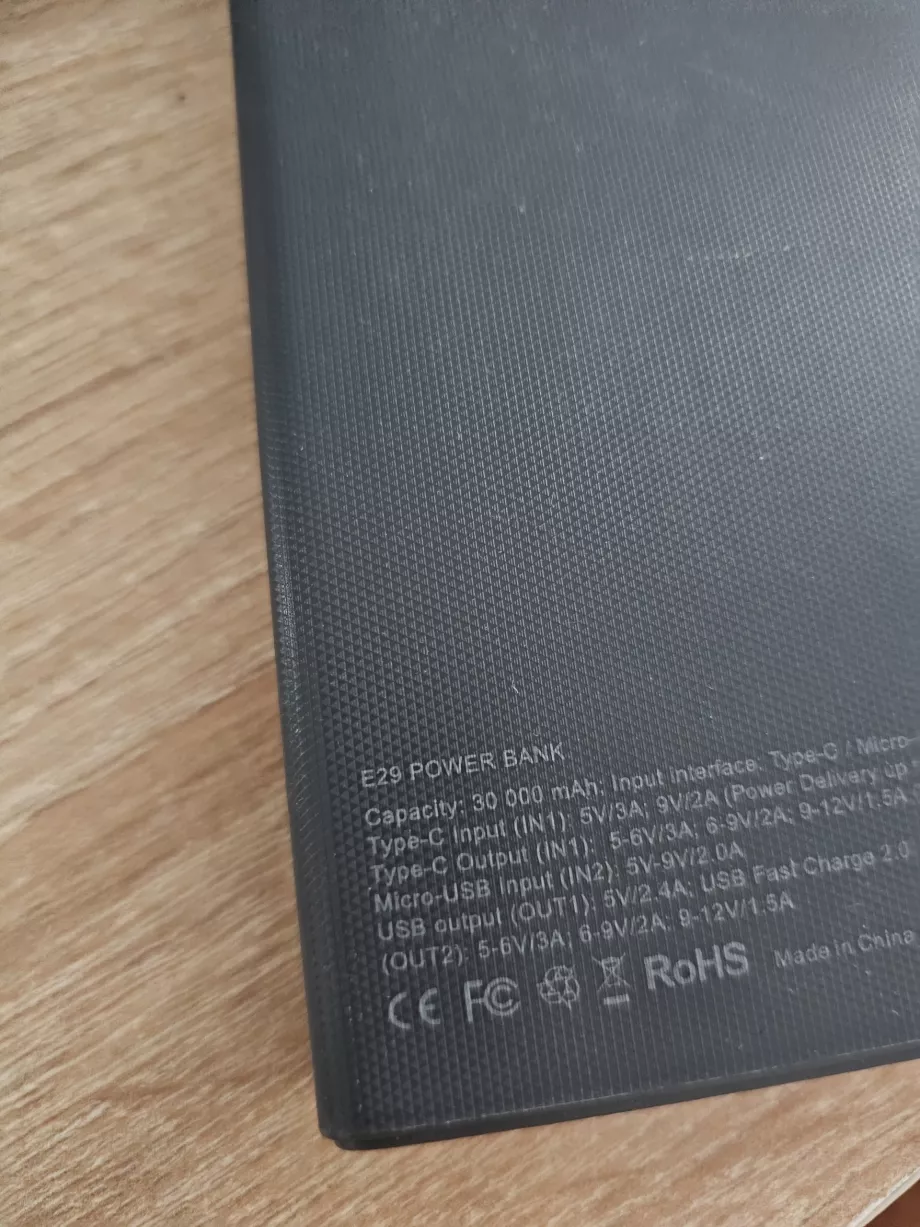 E29 POWER BANK
Capacity: 30 000 mAh; Input interface: Type-C / Micro-
Type-C Input (IN1): 5V/3A; 9V/2A (Power Delivery up
Type-C Output (IN1): 5-6V/3A; 6-9V/2A; 9-12V/1.5A
Micro-USB Input (IN2): 5V-9V/2.0A
USB output (OUT1): 5V/2.4A; USB Fast Charge 2.0
(OUT2): 5-6V/3A; 6-9V/2A; 9-12V/1.5A
CE FC RoHS Made in China